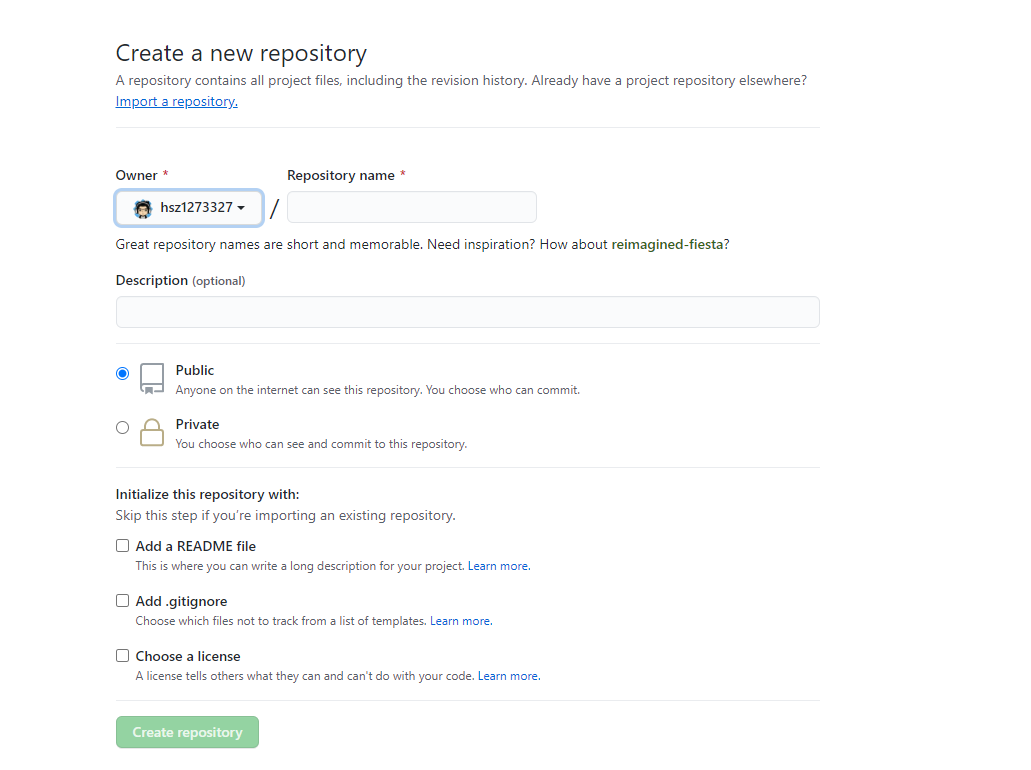 Create a new repository
A repository contains all project files, including the revision history. Already have a project repository elsewhere?
Import a repository.
Owner * Repository name *
hsz1273327 /
Great repository names are short and memorable. Need inspiration? How about reimagined-fiesta?
Description (optional)
Public
Anyone on the internet can see this repository. You choose who can commit.
Private
You choose who can see and commit to this repository.
Initialize this repository with:
Skip this step if you're importing an existing repository.
Add a README file
This is where you can write a long description for your project. Learn more.
Add .gitignore
Choose which files not to track from a list of templates. Learn more.
Choose a license
A license tells others what they can and can't do with your code. Learn more.
Create repository